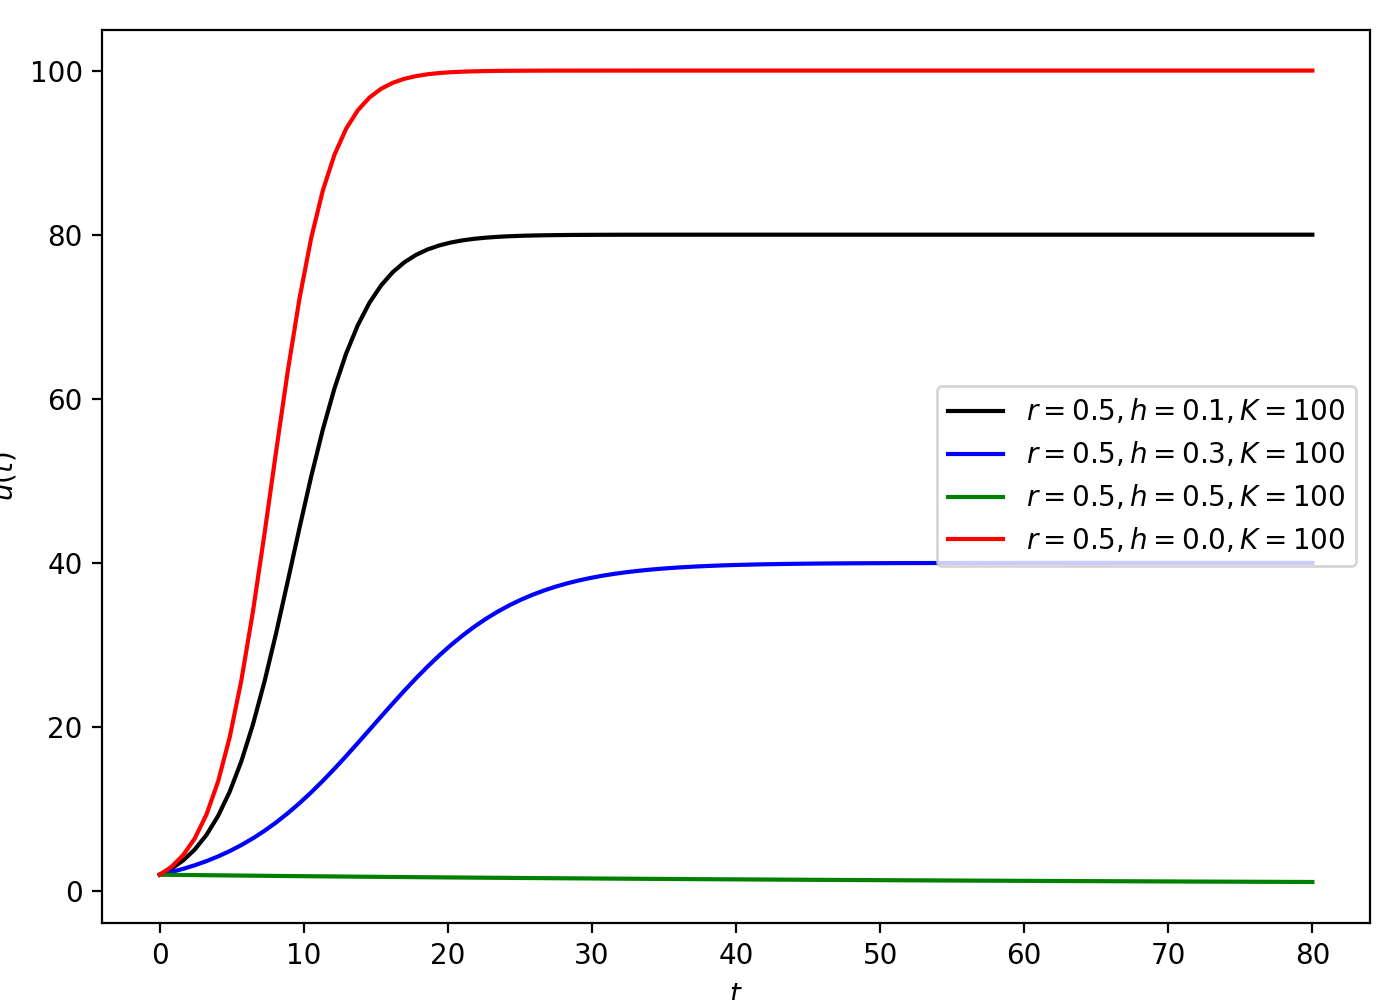 100
80
60
40
20
0
u(t)
r = 0.5, h = 0.1, K = 100
r = 0.5, h = 0.3, K = 100
r = 0.5, h = 0.5, K = 100
r = 0.5, h = 0.0, K = 100
0 10 20 30 40 50 60 70 80
t